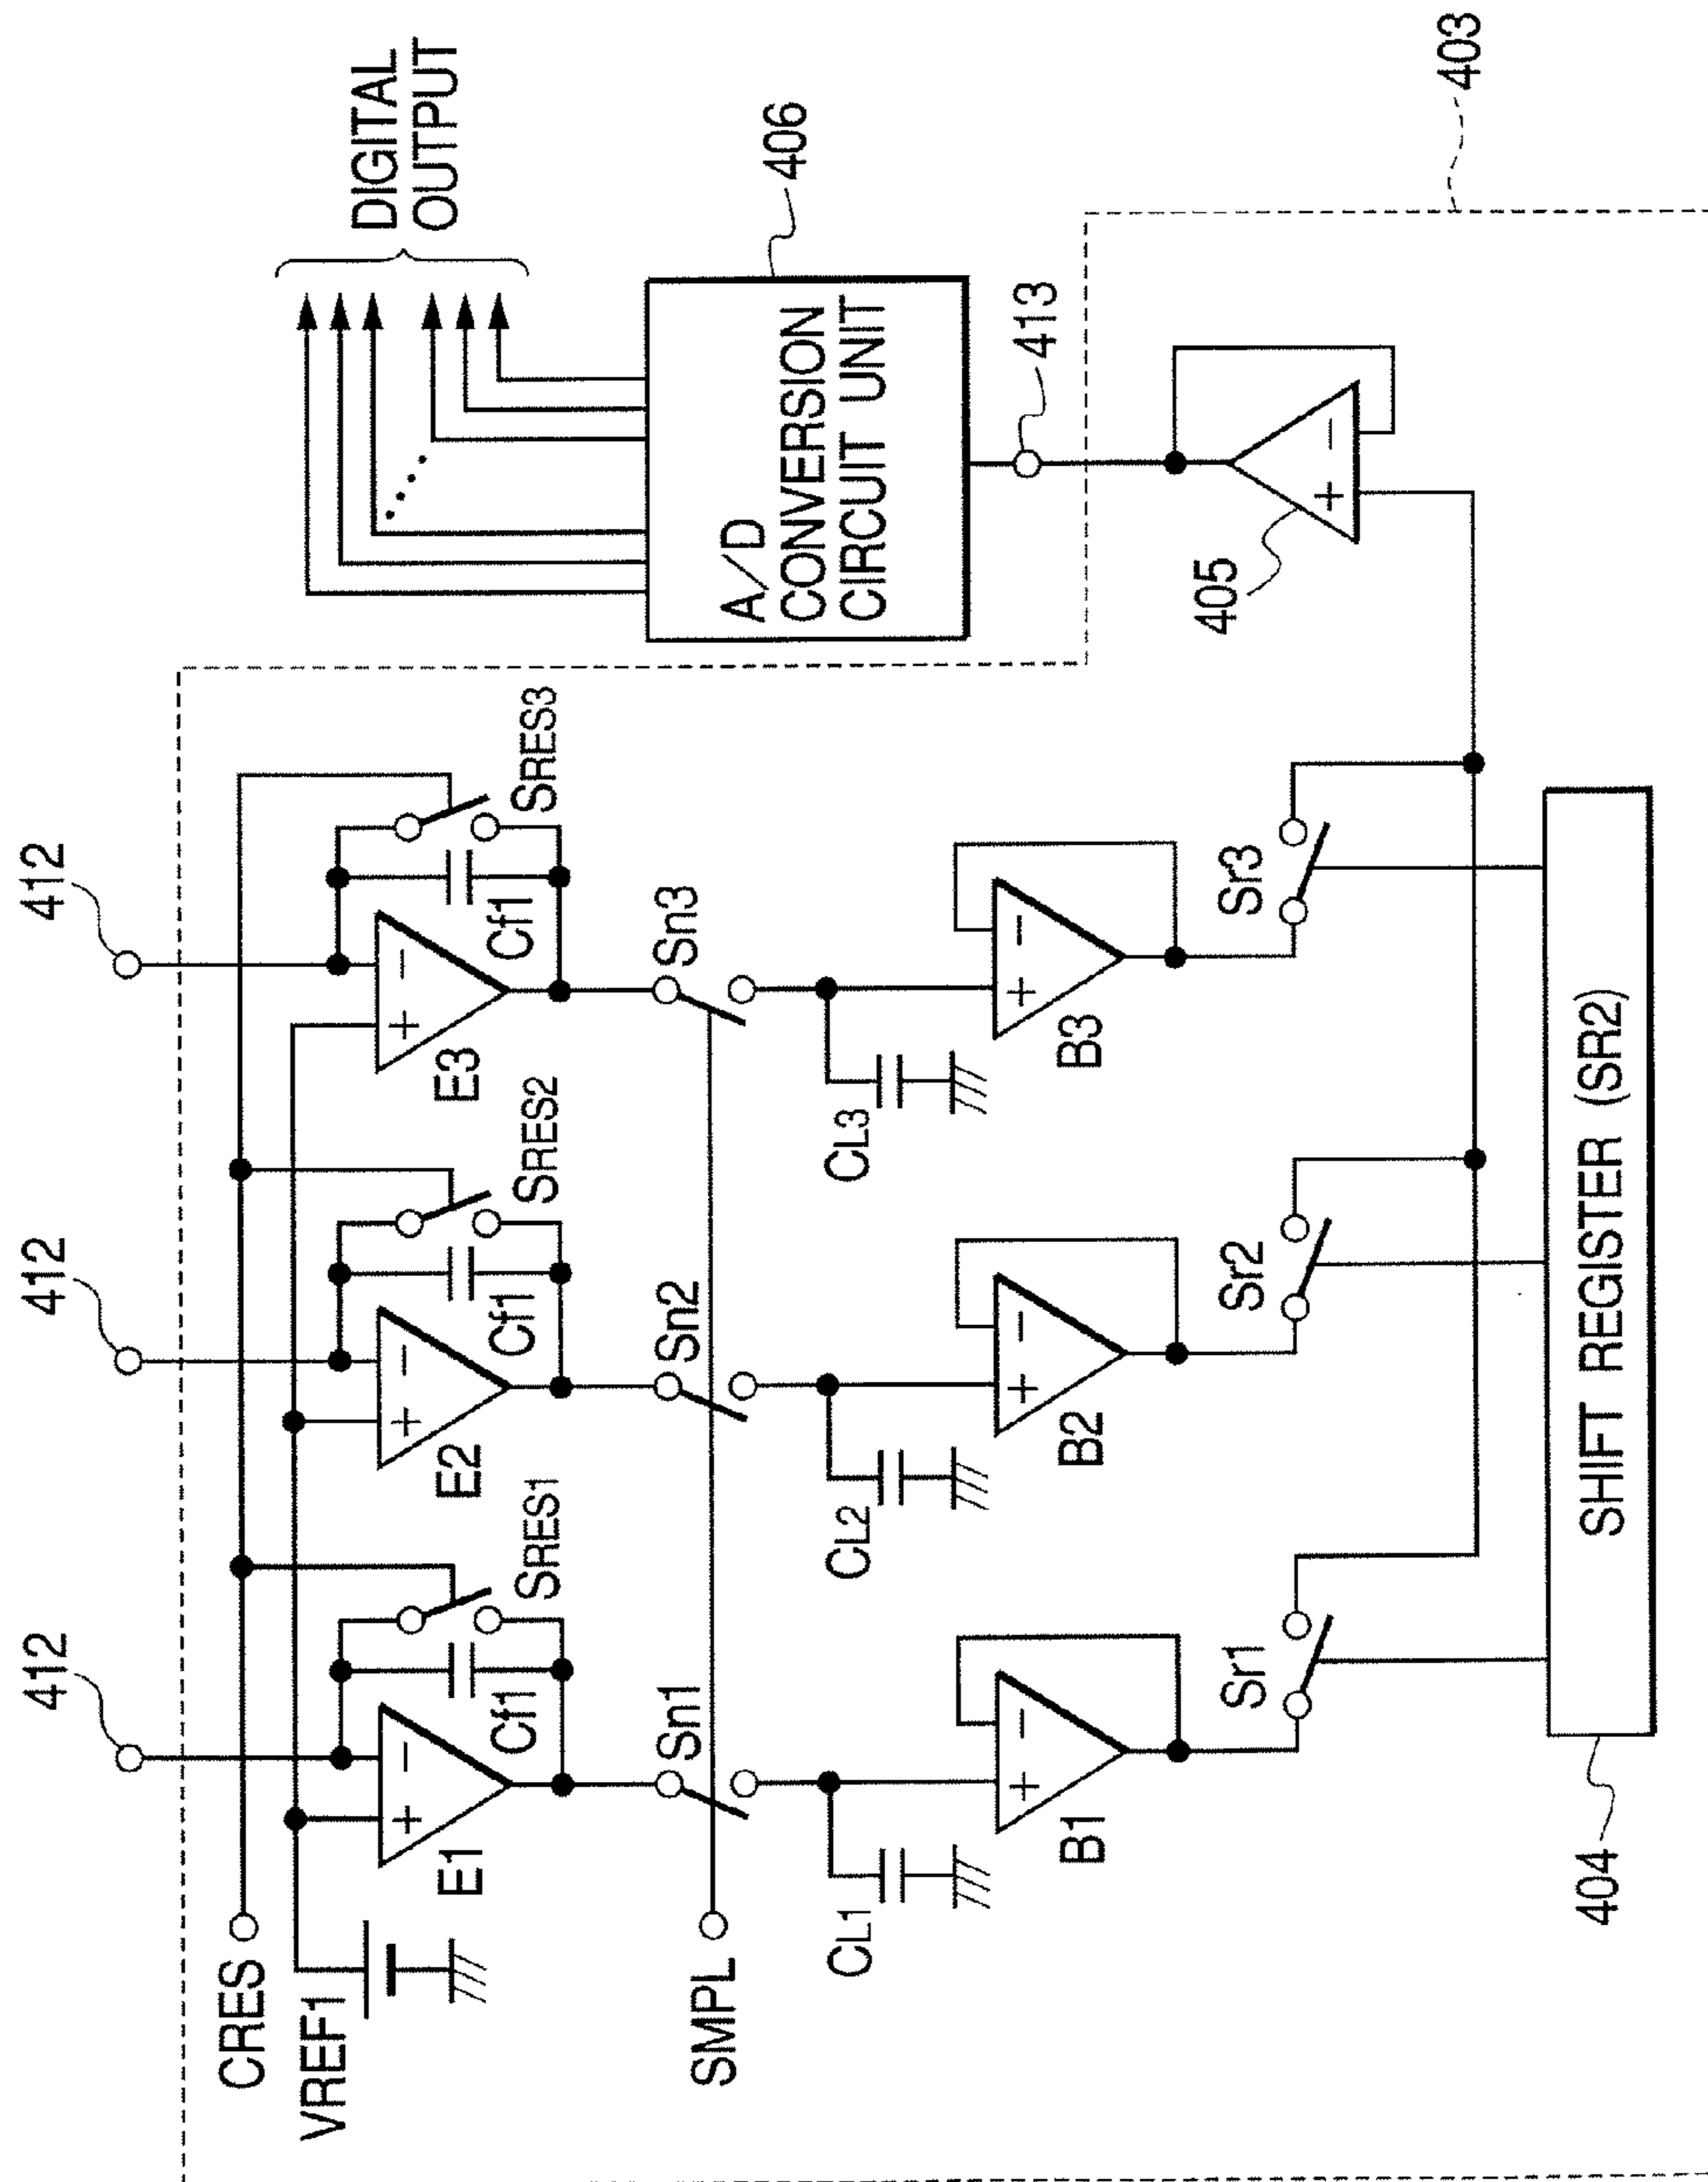 412
412
412
CRES
VREF1
+
−
E1
Cf1
SRES1
+
−
E2
Cf1
SRES2
+
−
E3
Cf1
SRES3
SMPL
Sn1
Sn2
Sn3
CL1
CL2
CL3
+
−
B1
+
−
B2
+
−
B3
Sr1
Sr2
Sr3
404
SHIFT REGISTER (SR2)
405
+
−
413
A/D
CONVERSION
CIRCUIT UNIT
406
DIGITAL
OUTPUT
403